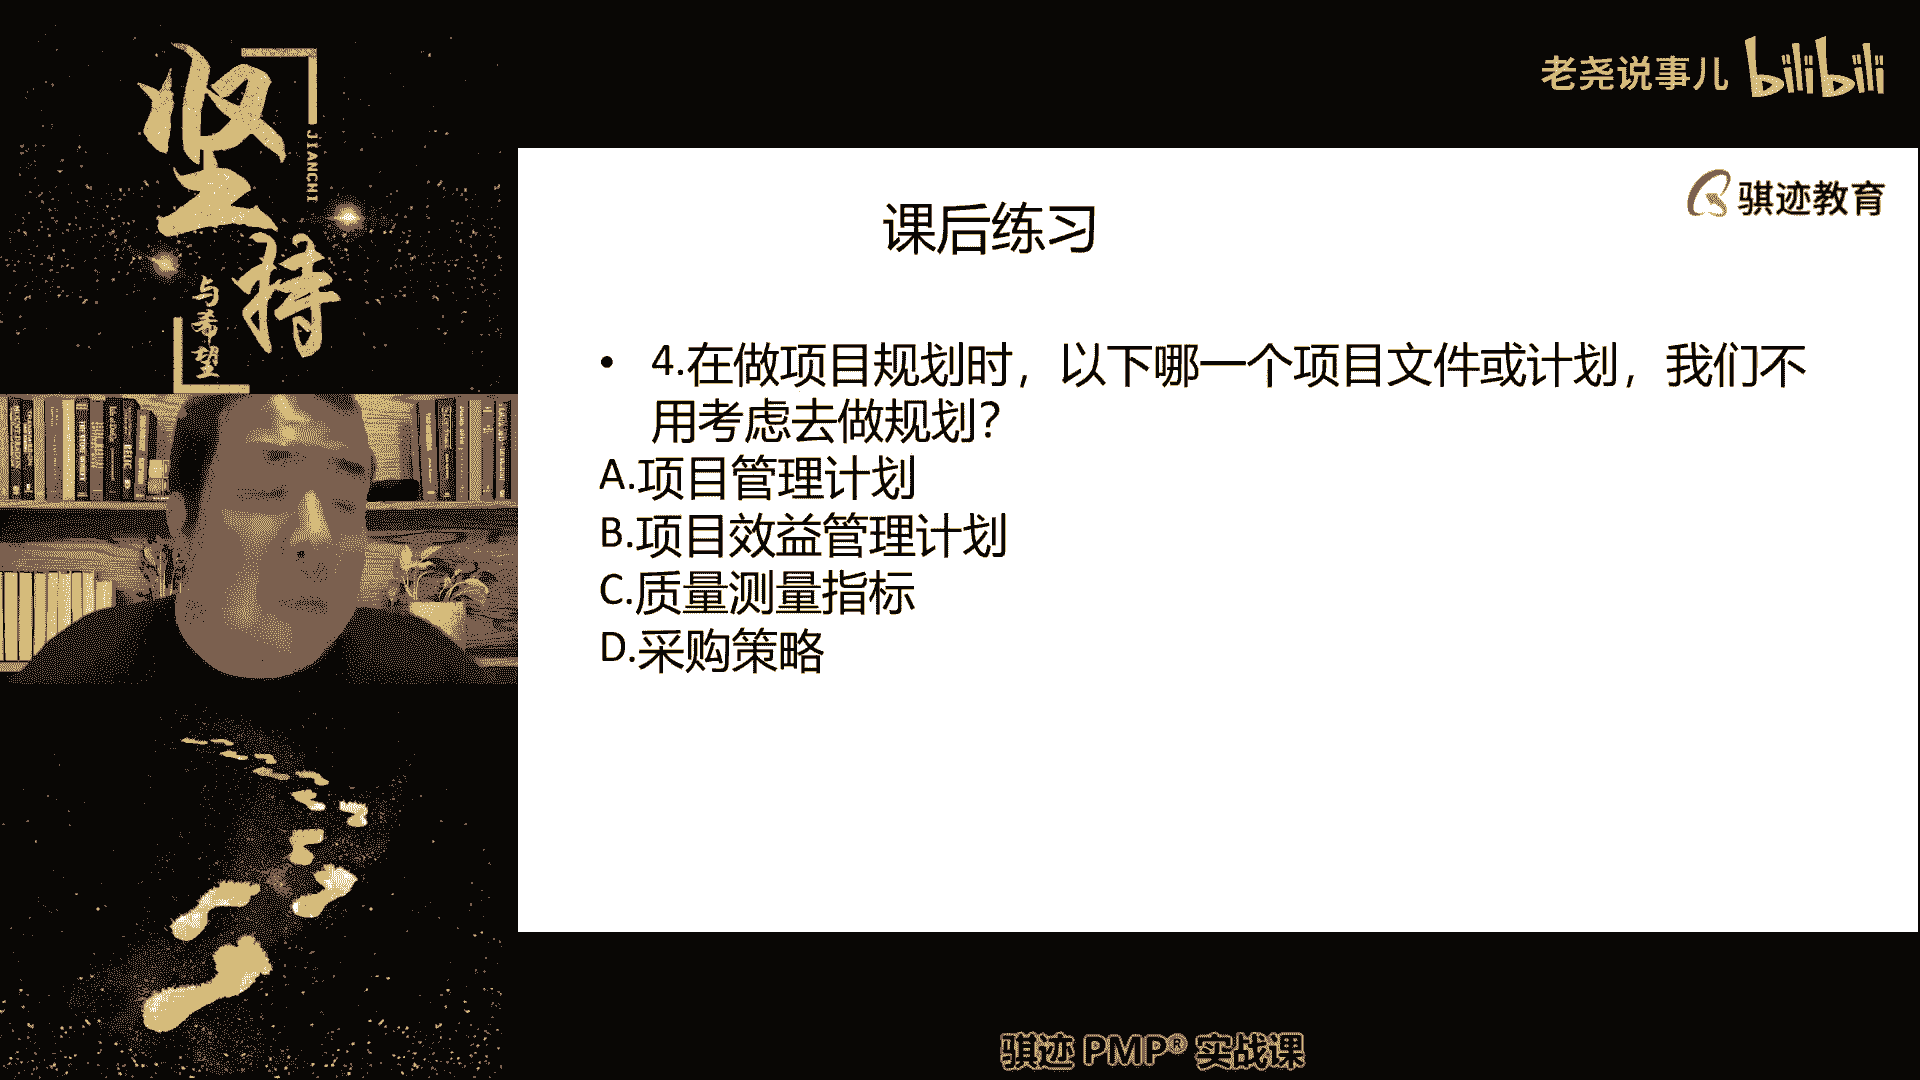 坚持
JIANCHI
与希望
老尧说事儿 bilibili
骐迹教育
课后练习
• 4.在做项目规划时，以下哪一个项目文件或计划，我们不
用考虑去做规划？
A.项目管理计划
B.项目效益管理计划
C.质量测量指标
D.采购策略
骐迹 PMP® 实战课